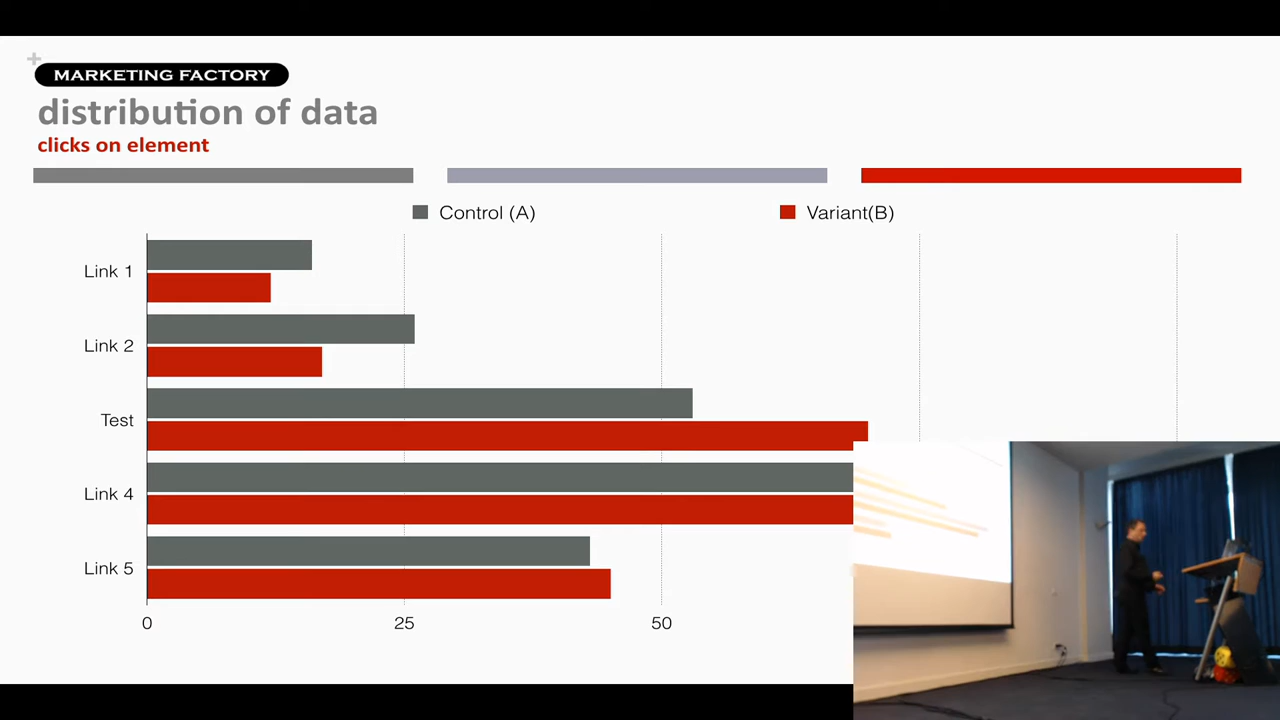 MARKETING FACTORY
distribution of data
clicks on element
Control (A)
Variant(B)
Link 1
Link 2
Test
Link 4
Link 5
0
25
50